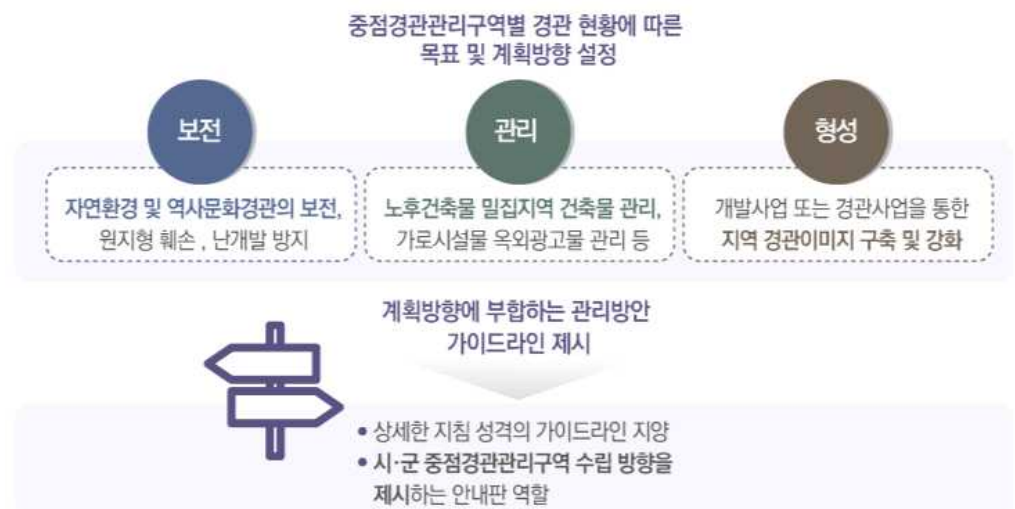 중점경관관리구역별 경관 현황에 따른
목표 및 계획방향 설정
보전
자연환경 및 역사문화경관의 보전,
원지형 훼손 , 난개발 방지
관리
노후건축물 밀집지역 건축물 관리,
가로시설물 옥외광고물 관리 등
형성
개발사업 또는 경관사업을 통한
지역 경관이미지 구축 및 강화
계획방향에 부합하는 관리방안
가이드라인 제시
• 상세한 지침 성격의 가이드라인 지양
• 시·군 중점경관관리구역 수립 방향을
제시하는 안내판 역할